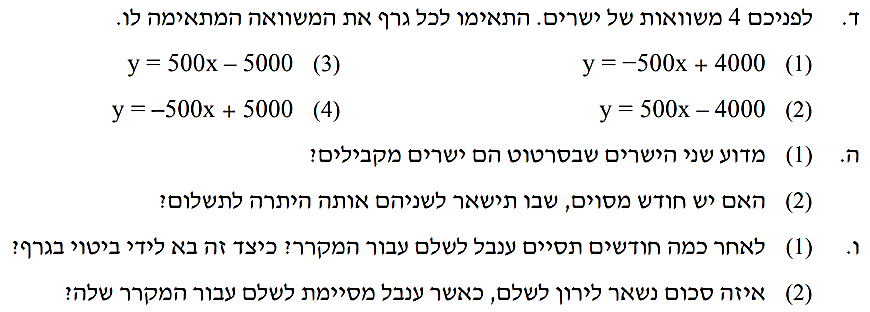 ד. לפניכם 4 משוואות של ישרים. התאימו לכל גרף את המשוואה המתאימה לו.
(1) y = −500x + 4000 (3) y = 500x – 5000
(2) y = 500x – 4000 (4) y = –500x + 5000
ה. (1) מדוע שני הישרים שבסרטוט הם ישרים מקבילים?
(2) האם יש חודש מסוים, שבו תישאר לשניהם אותה היתרה לתשלום?
ו. (1) לאחר כמה חודשים תסיים ענבל לשלם עבור המקרר? כיצד זה בא לידי ביטוי בגרף?
(2) איזה סכום נשאר לירון לשלם, כאשר ענבל מסיימת לשלם עבור המקרר שלה?